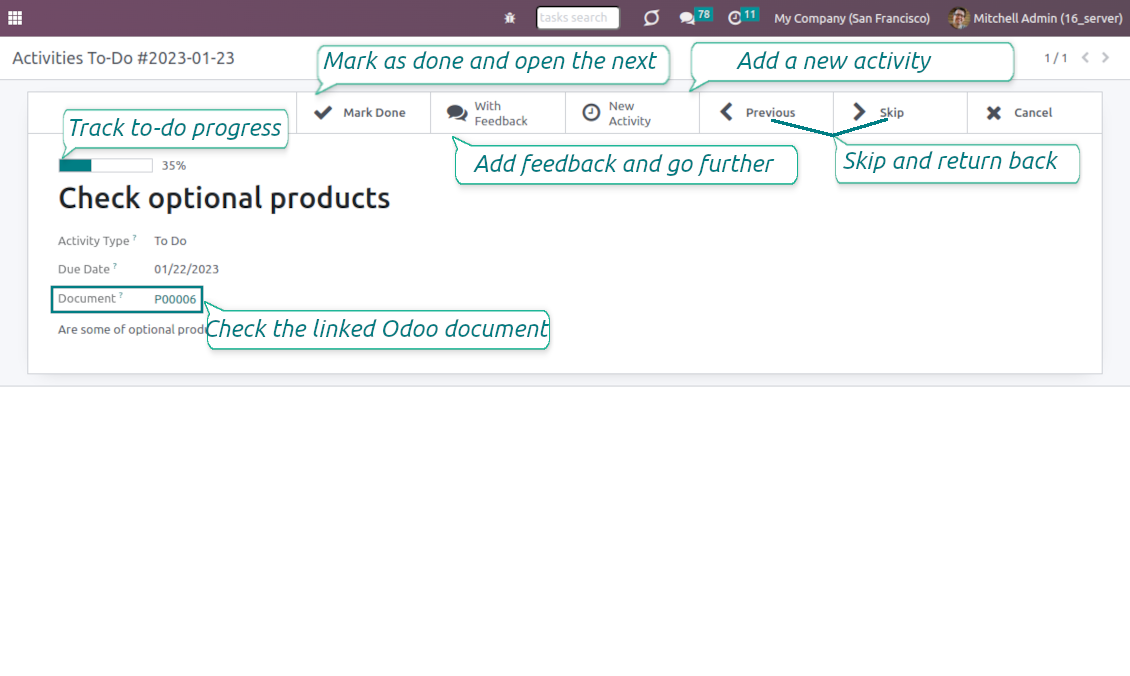 tasks search
78
11
My Company (San Francisco)
Mitchell Admin (16_server)
Activities To-Do #2023-01-23
Mark as done and open the next
Add a new activity
1 / 1
Mark Done
With Feedback
New Activity
Previous
Skip
Cancel
Track to-do progress
Add feedback and go further
Skip and return back
35%
Check optional products
Activity Type ? To Do
Due Date ? 01/22/2023
Document ? P00006
Check the linked Odoo document
Are some of optional